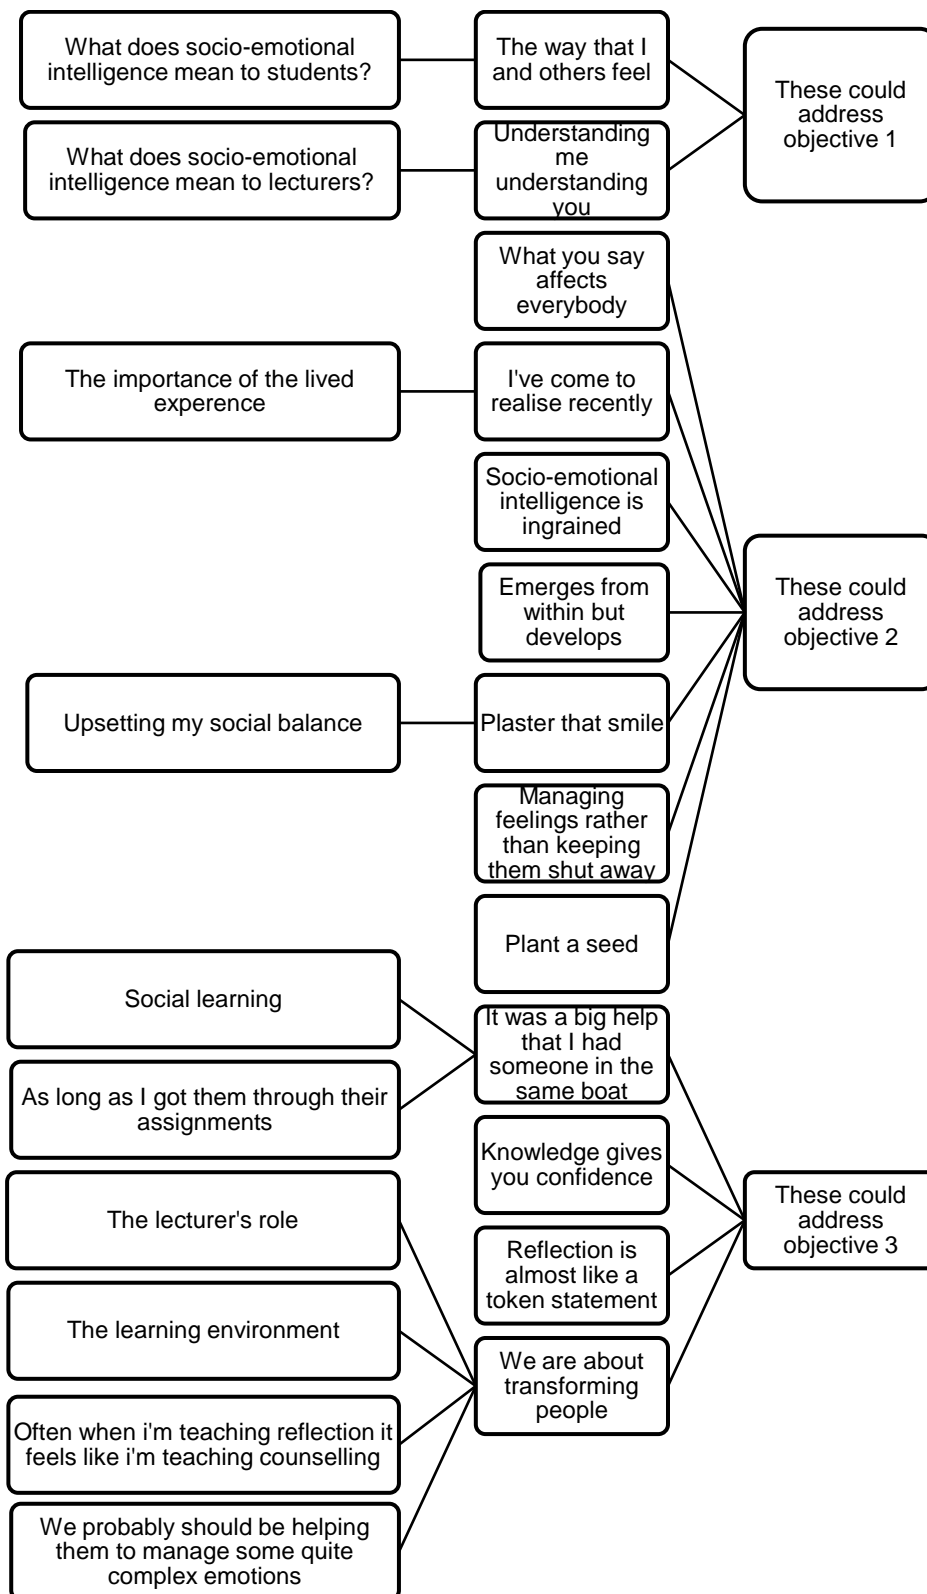 What does socio-emotional
intelligence mean to students?
The way that I
and others feel
These could
address
objective 1
What does socio-emotional
intelligence mean to lecturers?
Understanding
me
understanding
you
What you say
affects
everybody
The importance of the lived
experence
I've come to
realise recently
Socio-emotional
intelligence is
ingrained
Emerges from
within but
develops
These could
address
objective 2
Upsetting my social balance
Plaster that smile
Managing
feelings rather
than keeping
them shut away
Plant a seed
Social learning
It was a big help
that I had
someone in the
same boat
As long as I got them through their
assignments
Knowledge gives
you confidence
The lecturer's role
These could
address
objective 3
Reflection is
almost like a
token statement
The learning environment
We are about
transforming
people
Often when i'm teaching reflection it
feels like i'm teaching counselling
We probably should be helping
them to manage some quite
complex emotions